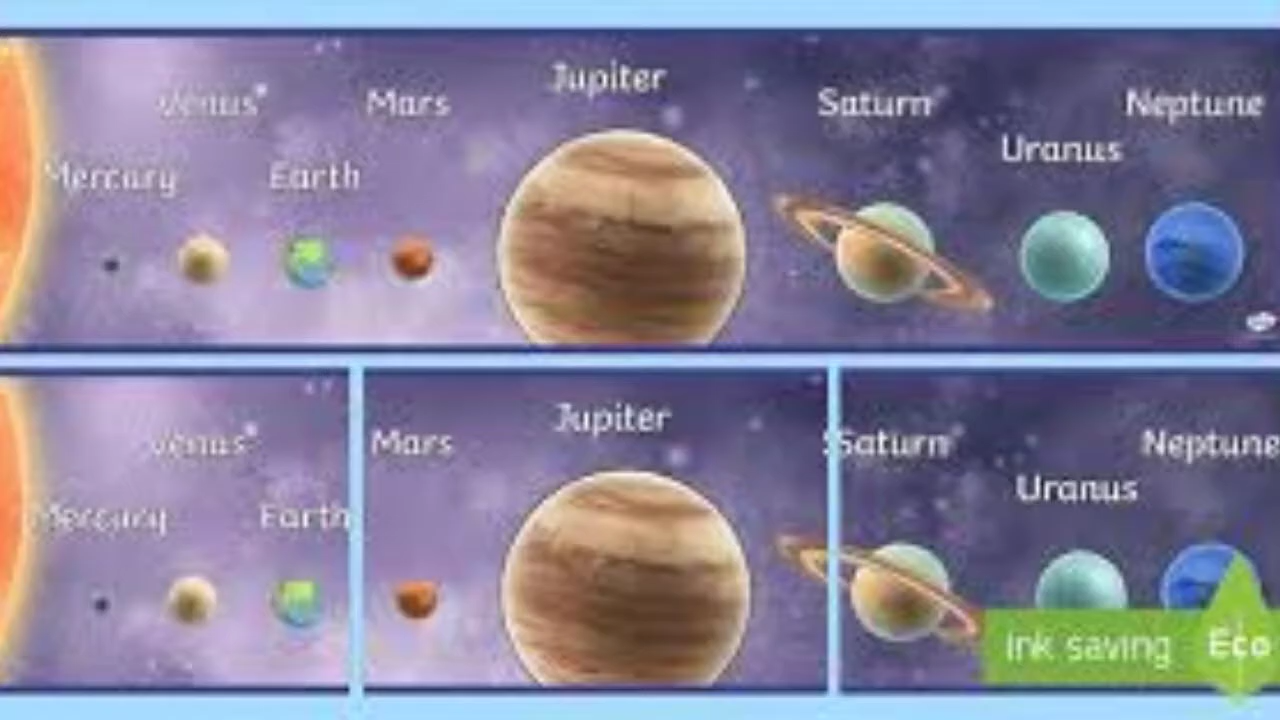 Jupiter
Venus Mars Saturn Neptune
Uranus
Mercury Earth
Jupiter
Venus Mars Saturn Neptune
Uranus
Mercury Earth
Ink saving Eco